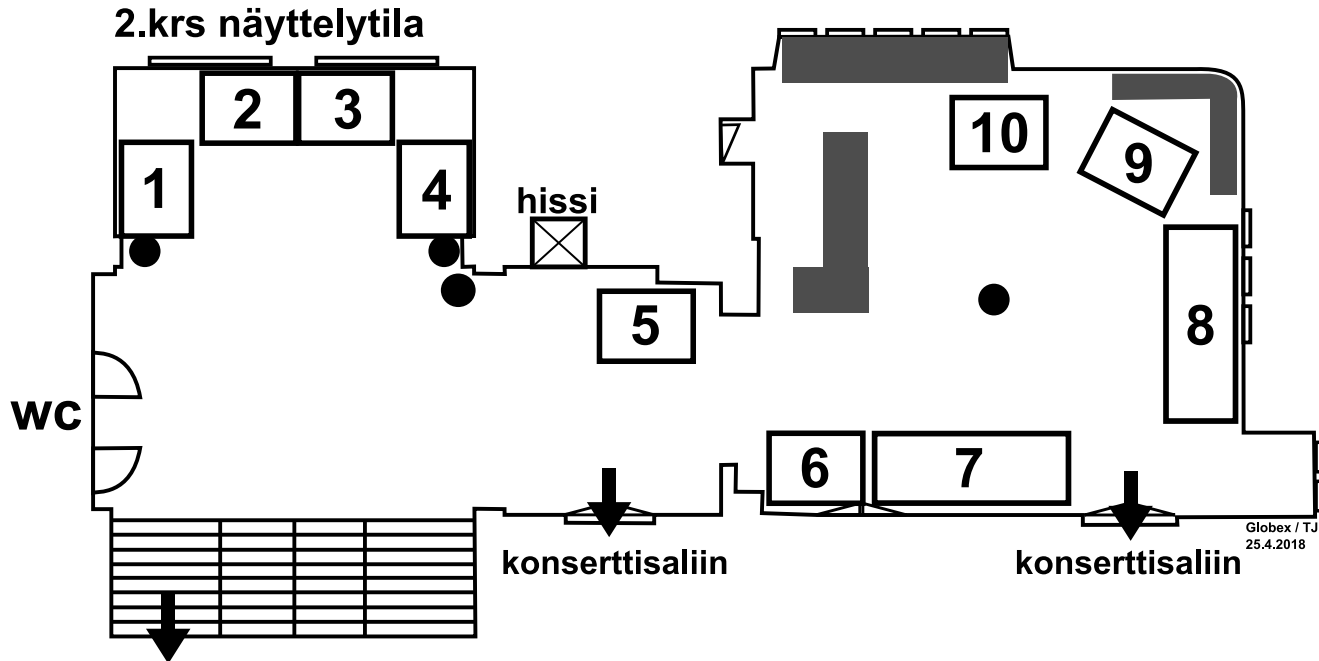 2.krs näyttelytila
2
3
10
9
1
4
hissi
5
8
wc
6
7
konserttisaliin
konserttisaliin
Globex / TJ
25.4.2018